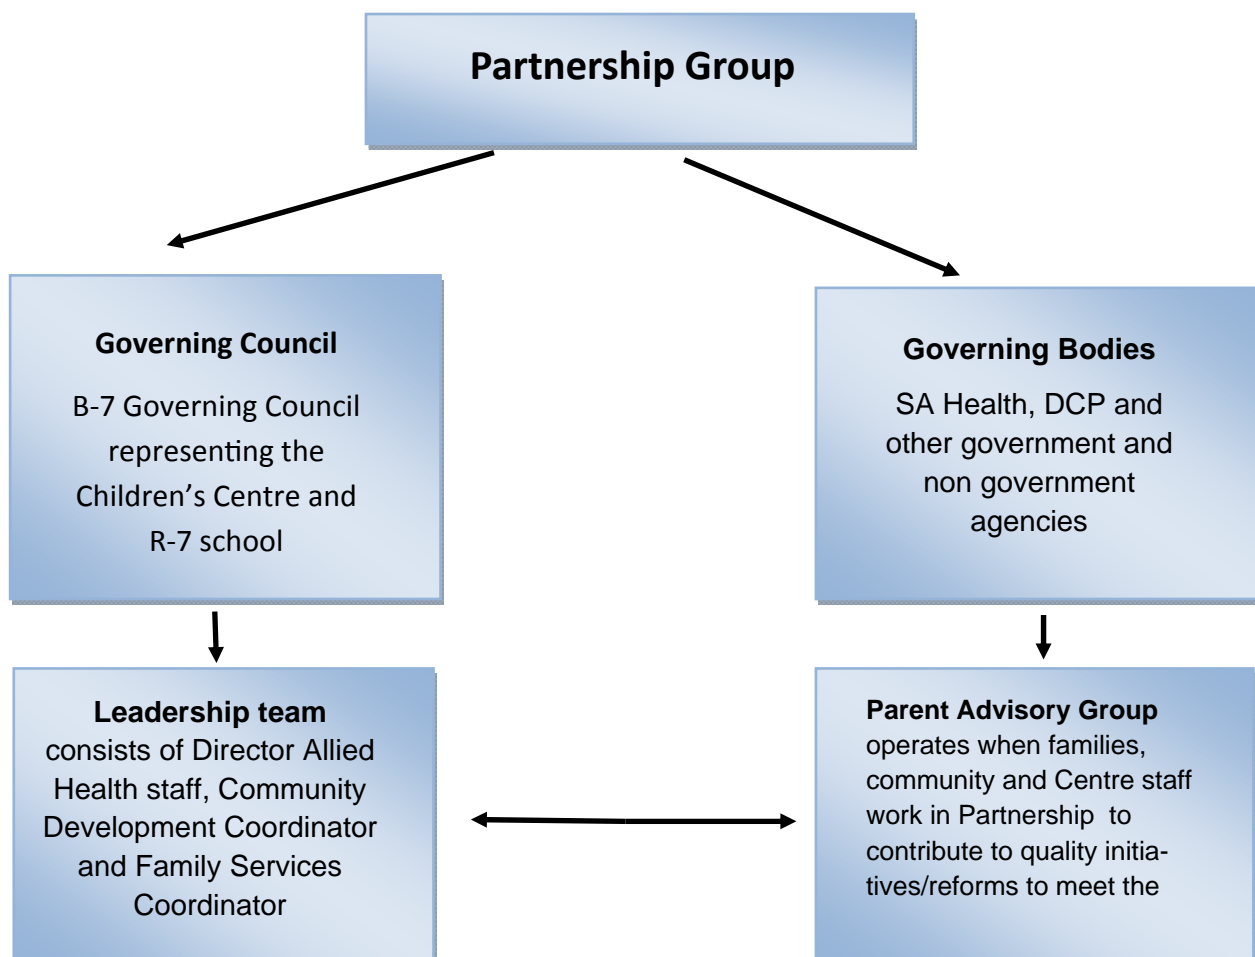 Partnership Group
Governing Council
B-7 Governing Council
representing the
Children’s Centre and
R-7 school
Governing Bodies
SA Health, DCP and
other government and
non government
agencies
Leadership team
consists of Director Allied
Health staff, Community
Development Coordinator
and Family Services
Coordinator
Parent Advisory Group
operates when families,
community and Centre staff
work in Partnership  to
contribute to quality initia-
tives/reforms to meet the